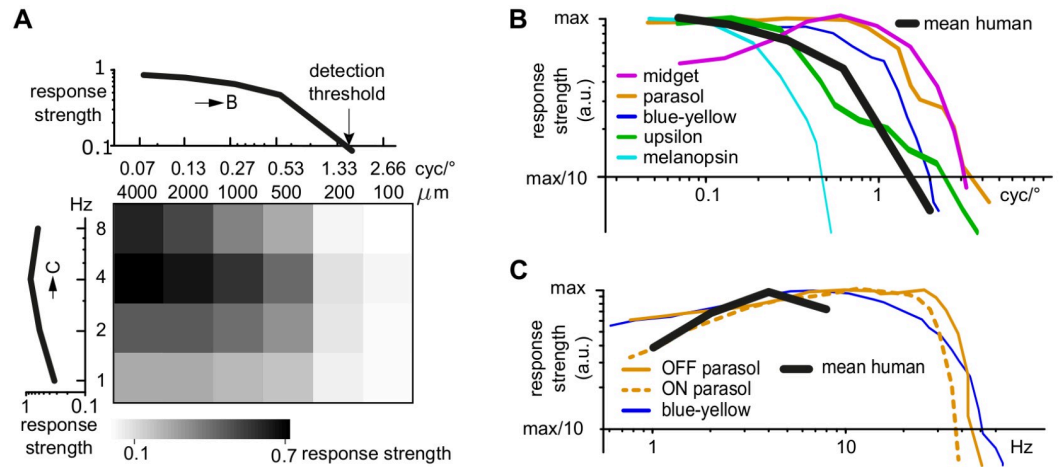 A
1
response
strength
0.1
B
detection
threshold
0.07 0.13 0.27 0.53 1.33 2.66 cyc/°
4000 2000 1000 500 200 100 μm
Hz
8
4
2
1
C
1 0.1
response
strength
0.1 0.7 response strength
B
max
response
strength
(a.u.)
max/10
mean human
midget
parasol
blue-yellow
upsilon
melanopsin
0.1 1 cyc/°
C
max
response
strength
(a.u.)
max/10
OFF parasol
ON parasol
blue-yellow
mean human
1 10 Hz